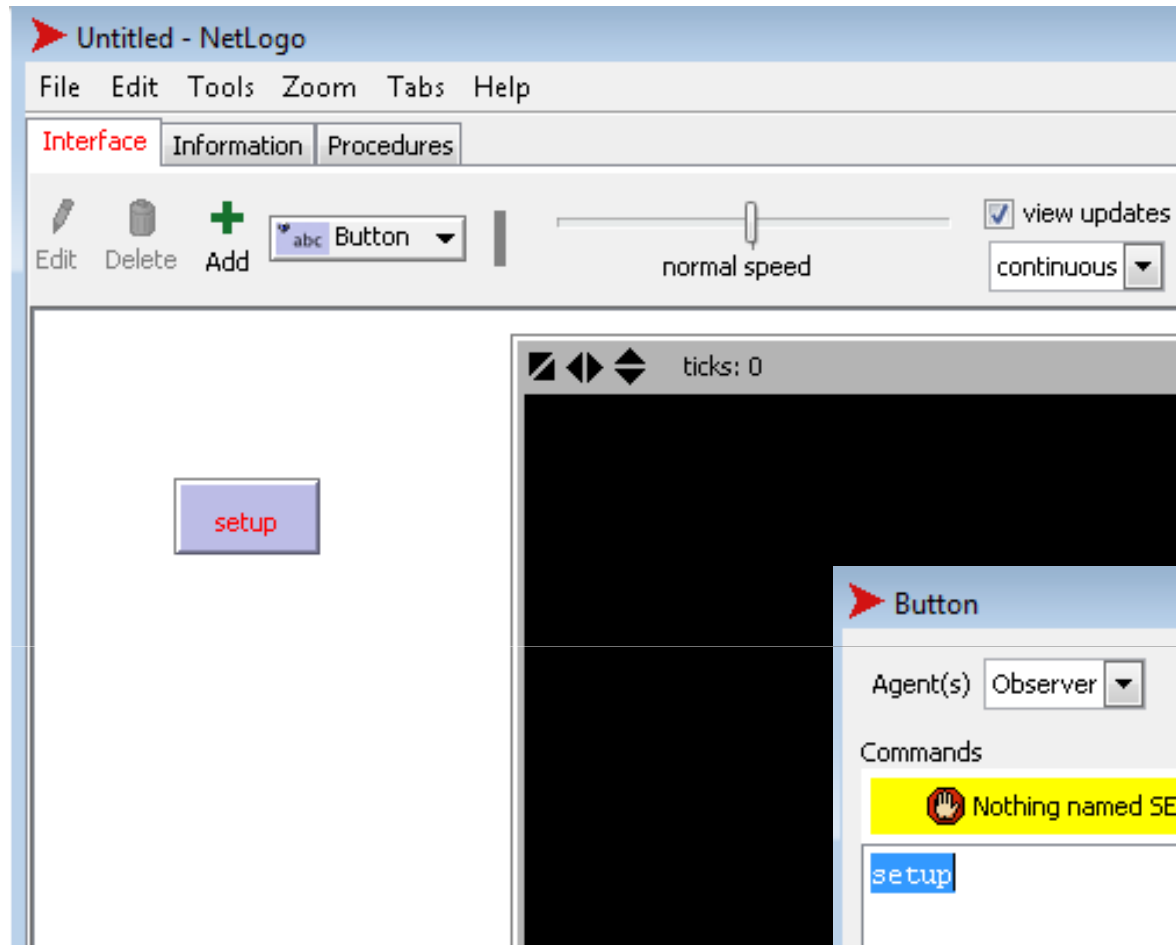 Untitled - NetLogo
File Edit Tools Zoom Tabs Help
Interface Information Procedures
Edit Delete Add abc Button normal speed view updates
continuous
ticks: 0
setup
Button
Agent(s) Observer
Commands
Nothing named SE
setup